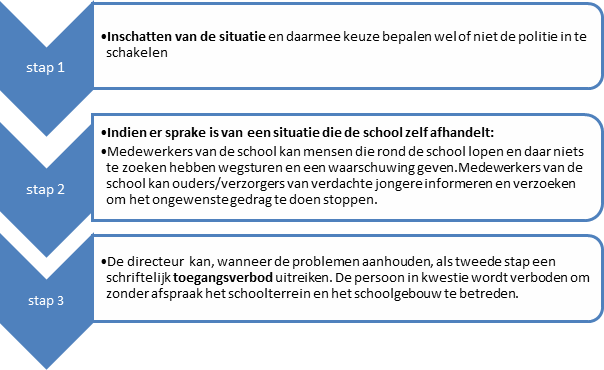 stap 1
•Inschatten van de situatie en daarmee keuze bepalen wel of niet de politie in te
schakelen
stap 2
•Indien er sprake is van een situatie die de school zelf afhandelt:
•Medewerkers van de school kan mensen die rond de school lopen en daar niets
te zoeken hebben wegsturen en een waarschuwing geven.Medewerkers van de
school kan ouders/verzorgers van verdachte jongere informeren en verzoeken
om het ongewenste gedrag te doen stoppen.
stap 3
•De directeur kan, wanneer de problemen aanhouden, als tweede stap een
schriftelijk toegangsverbod uitreiken. De persoon in kwestie wordt verboden om
zonder afspraak het schoolterrein en het schoolgebouw te betreden.